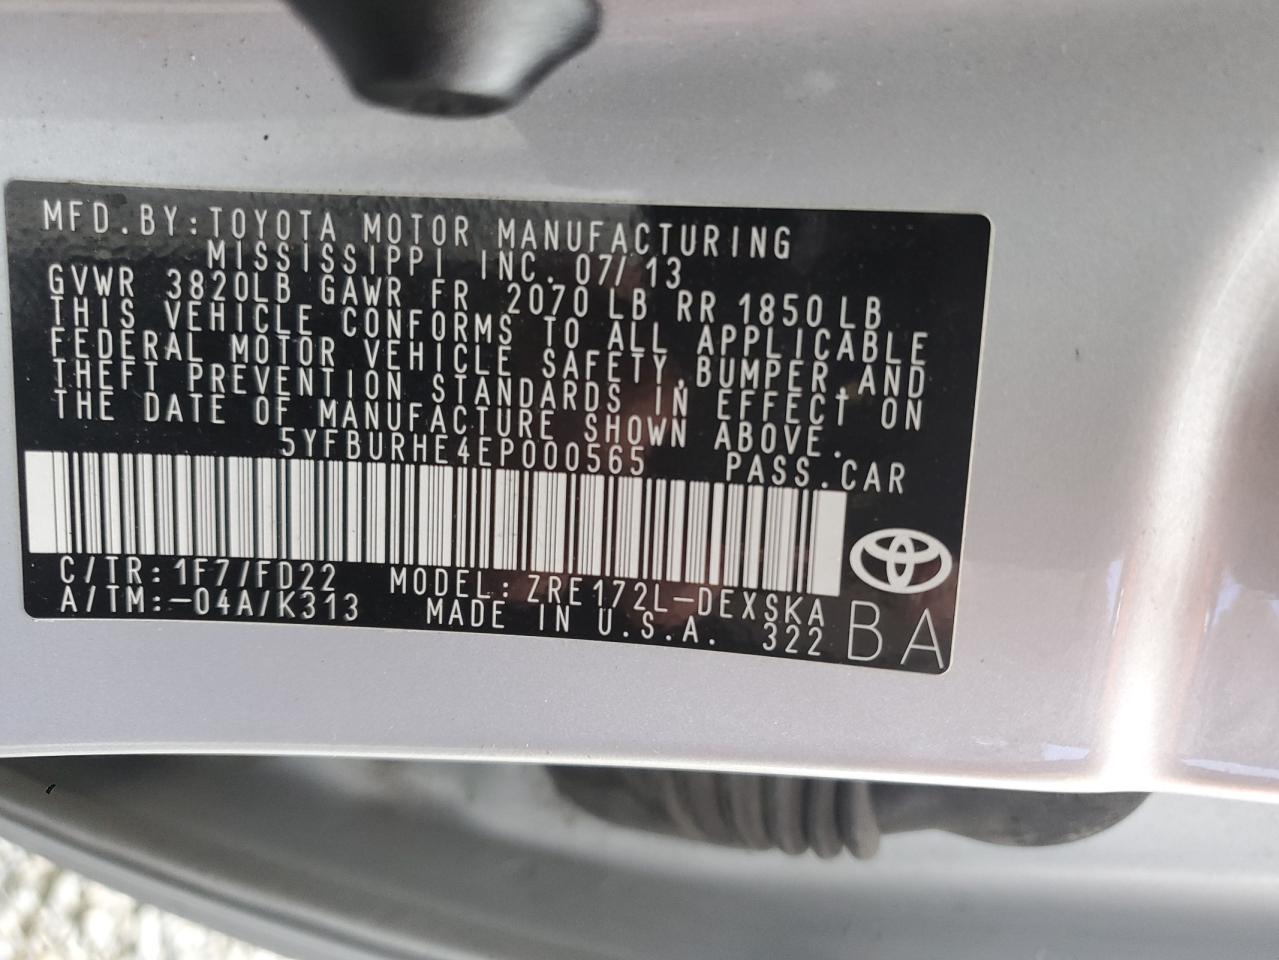 MFD.BY:TOYOTA MOTOR MANUFACTURING
MISSISSIPPI INC. 07/13
GVWR 3820LB GAWR FR 2070 LB RR 1850 LB
THIS VEHICLE CONFORMS TO ALL APPLICABLE
FEDERAL MOTOR VEHICLE SAFETY,BUMPER,AND
THEFT PREVENTION STANDARDS IN EFFECT ON
THE DATE OF MANUFACTURE SHOWN ABOVE.
5YFBURHE4EP000565 PASS.CAR
C/TR:1F7/FD22 MODEL:ZRE172L-DEXSKA
A/TM:-04A/K313 MADE IN U.S.A. 322
BA